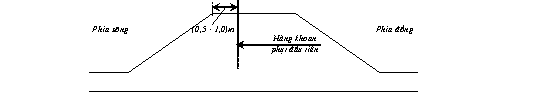 Phía sông
(0,5 - 1,0)m
Phía đồng
Hàng khoan
phụt đầu tiên